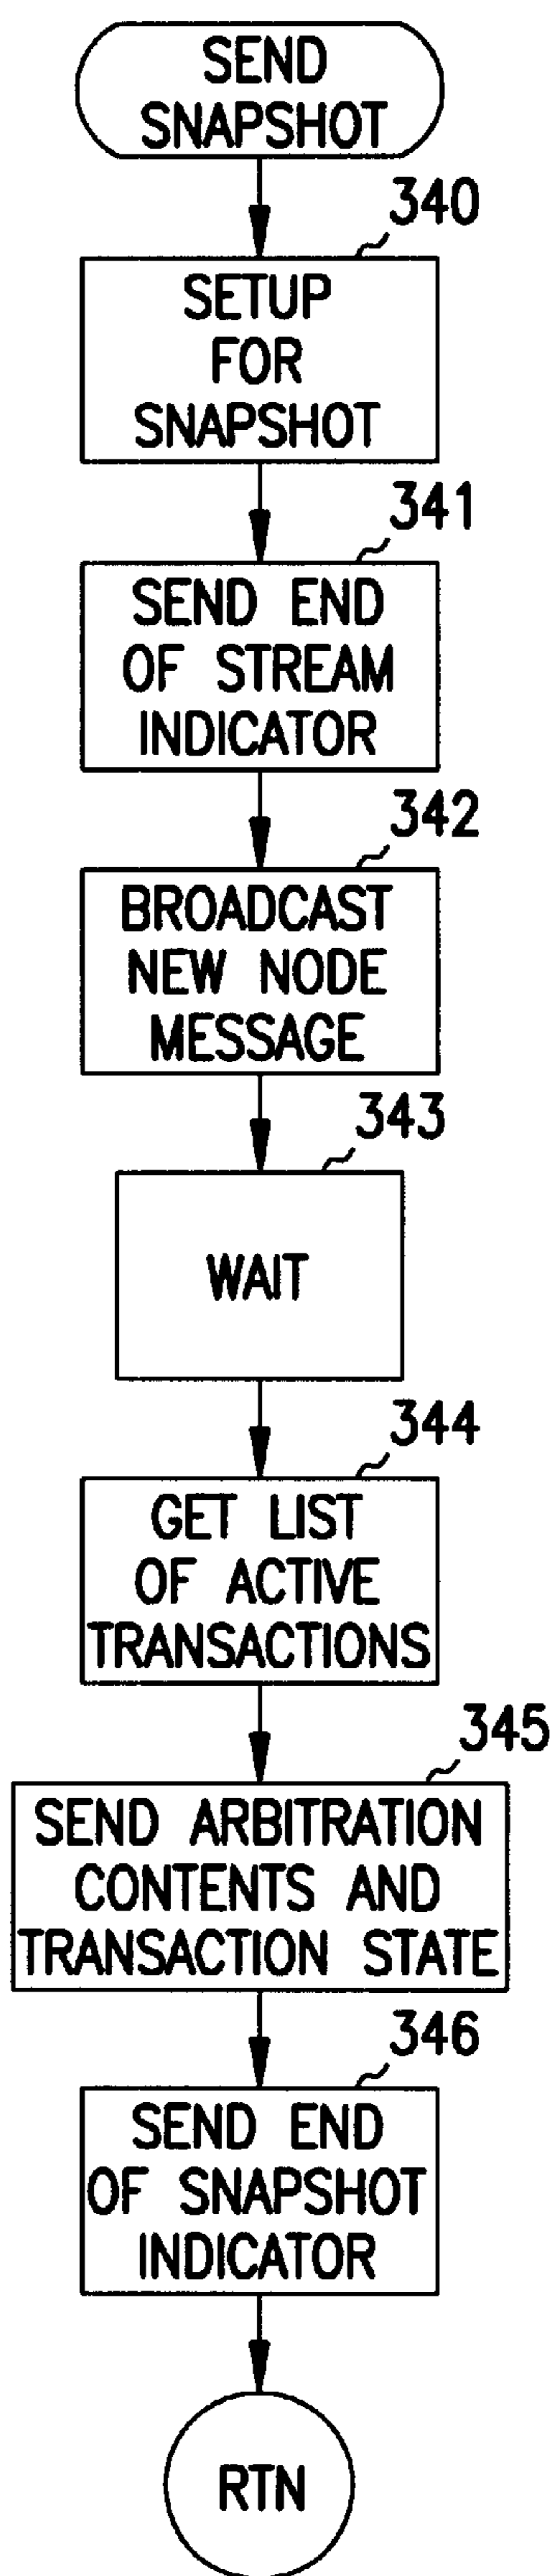 SEND
SNAPSHOT
340
SETUP
FOR
SNAPSHOT
341
SEND END
OF STREAM
INDICATOR
342
BROADCAST
NEW NODE
MESSAGE
343
WAIT
344
GET LIST
OF ACTIVE
TRANSACTIONS
345
SEND ARBITRATION
CONTENTS AND
TRANSACTION STATE
346
SEND END
OF SNAPSHOT
INDICATOR
RTN